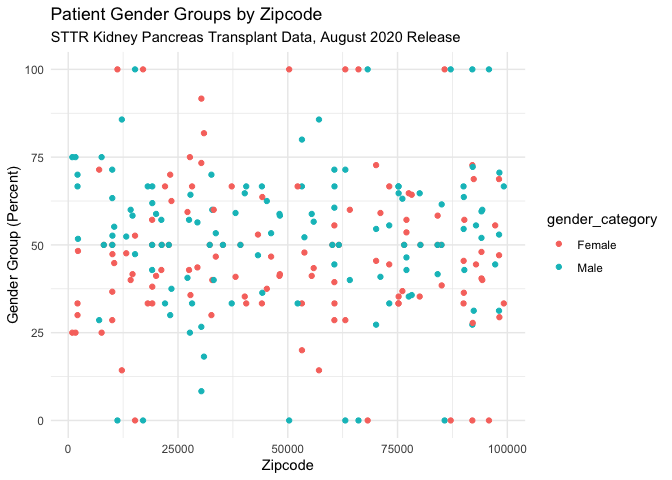 Patient Gender Groups by Zipcode
STTR Kidney Pancreas Transplant Data, August 2020 Release
100
75
50
25
0
Gender Group (Percent)
0 25000 50000 75000 100000
Zipcode
gender_category
Female
Male